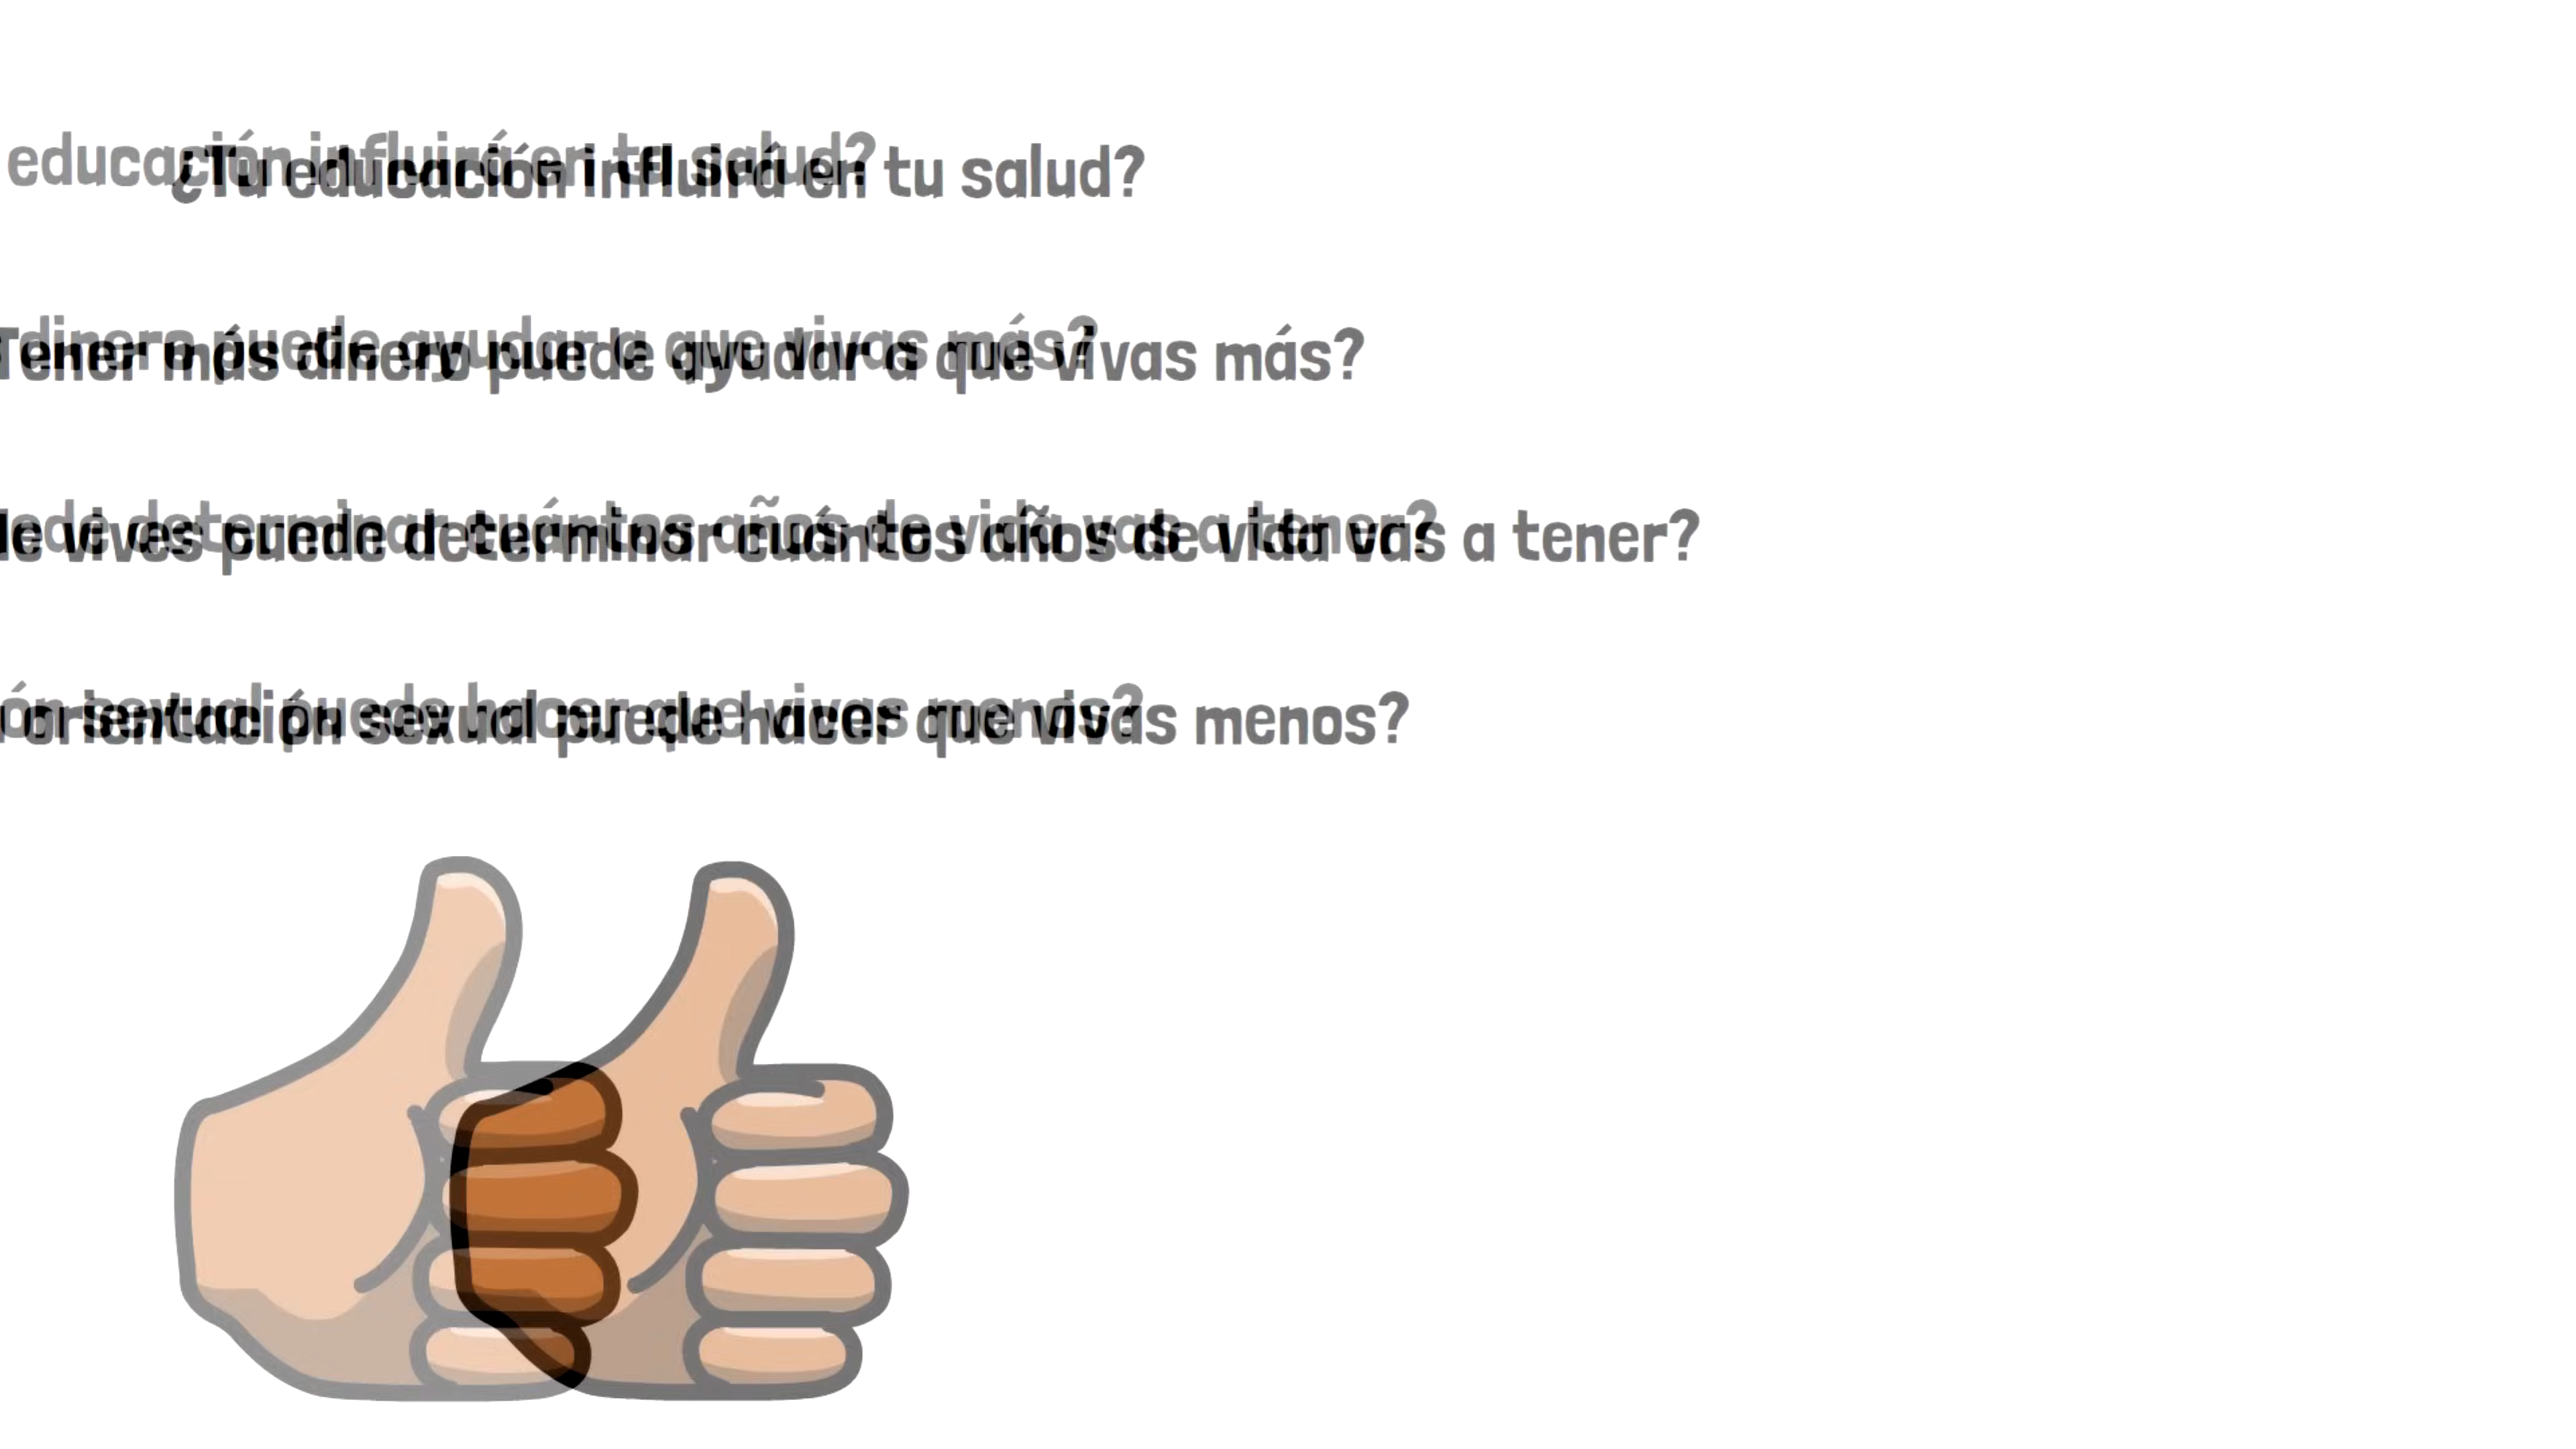 ¿Tu educación influirá en tu salud?
Tener más dinero puede ayudar a que vivas más?
vives puede determinar cuántos años de vida vas a tener?
orientación sexual puede hacer que vivas menos?